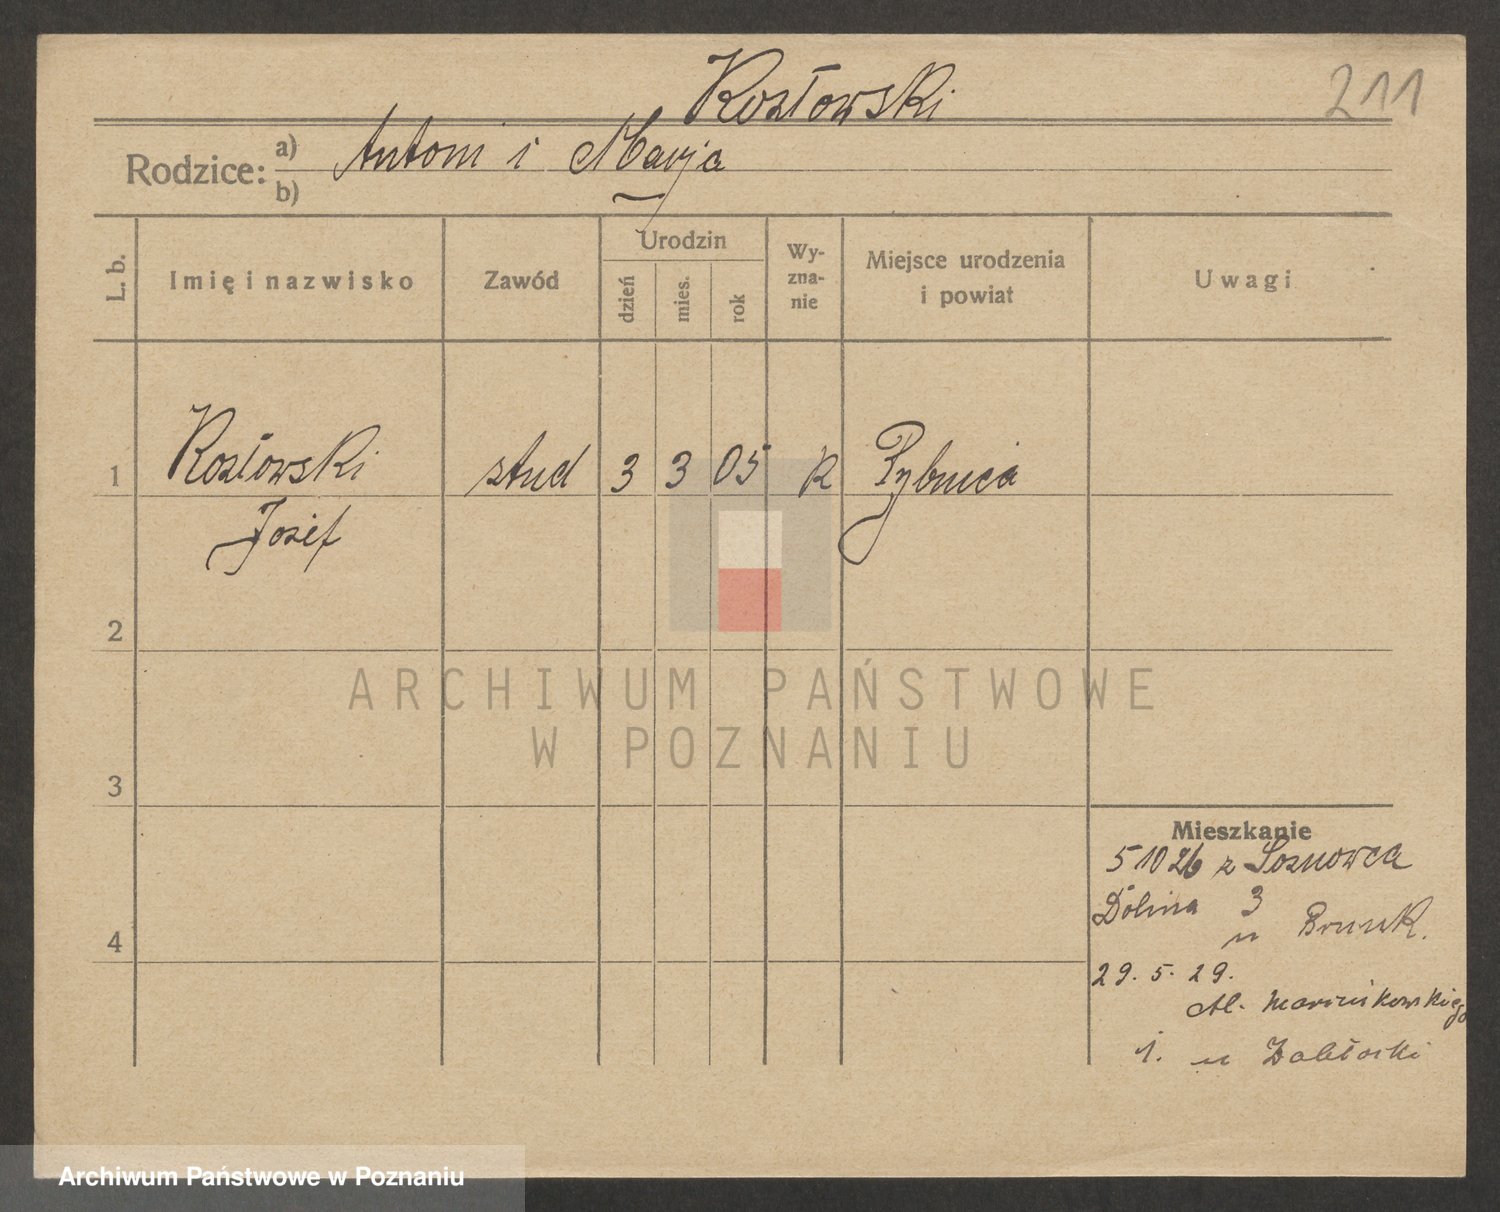 Kozłowski
211
Rodzice: a) Antoni i Marja
b)
L. b.
Imię i nazwisko
Zawód
Urodzin
dzień
mies.
rok
Wy-
zna-
nie
Miejsce urodzenia
i powiat
Uwagi
1 Kozłowski stud 3 3 05 R
Józef
2
3
4
Mieszkanie
5 10 26 z Sosnowca
Dolina 3
u
29. 5. 29.
Al. Marcinkowskiego
1. u
ARCHIWUM PAŃSTWOWE
W POZNANIU
Archiwum Państwowe w Poznaniu